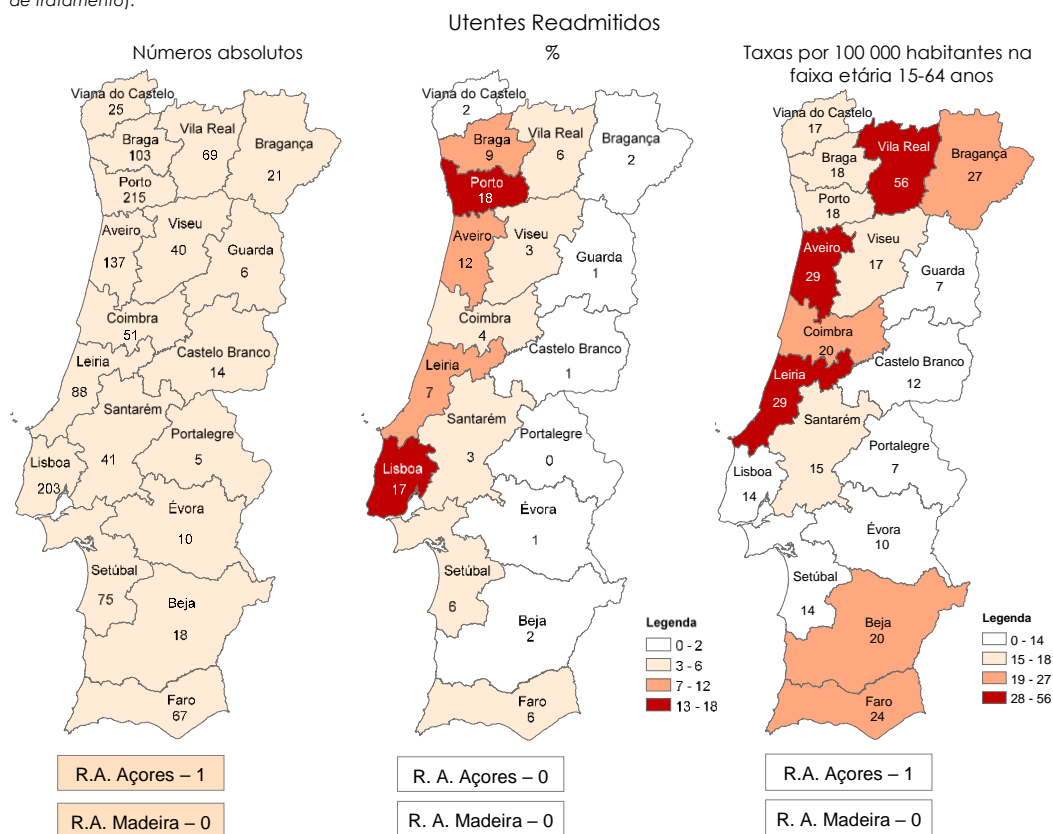 de tratamento).
Utentes Readmitidos
Números absolutos
Viana do Castelo
25
Braga
103
Vila Real
69
Bragança
21
Porto
215
Aveiro
137
Viseu
40
Guarda
6
Coimbra
51
Leiria
88
Castelo Branco
14
Santarém
41
Portalegre
5
Lisboa
203
Évora
10
Setúbal
75
Beja
18
Faro
67
R.A. Açores – 1
R.A. Madeira – 0
%
Viana do Castelo
2
Braga
9
Vila Real
6
Bragança
2
Porto
18
Aveiro
12
Viseu
3
Guarda
1
Coimbra
4
Leiria
7
Castelo Branco
1
Santarém
3
Portalegre
0
Lisboa
17
Évora
1
Setúbal
6
Beja
2
Faro
6
Legenda
0 - 2
3 - 6
7 - 12
13 - 18
R. A. Açores – 0
R. A. Madeira – 0
Taxas por 100 000 habitantes na
faixa etária 15-64 anos
Viana do Castelo
17
Braga
18
Vila Real
56
Bragança
27
Porto
18
Aveiro
29
Viseu
17
Guarda
7
Coimbra
20
Leiria
29
Castelo Branco
12
Santarém
15
Portalegre
7
Lisboa
14
Évora
10
Setúbal
14
Beja
20
Faro
24
Legenda
0 - 14
15 - 18
19 - 27
28 - 56
R. A. Açores – 1
R. A. Madeira – 0